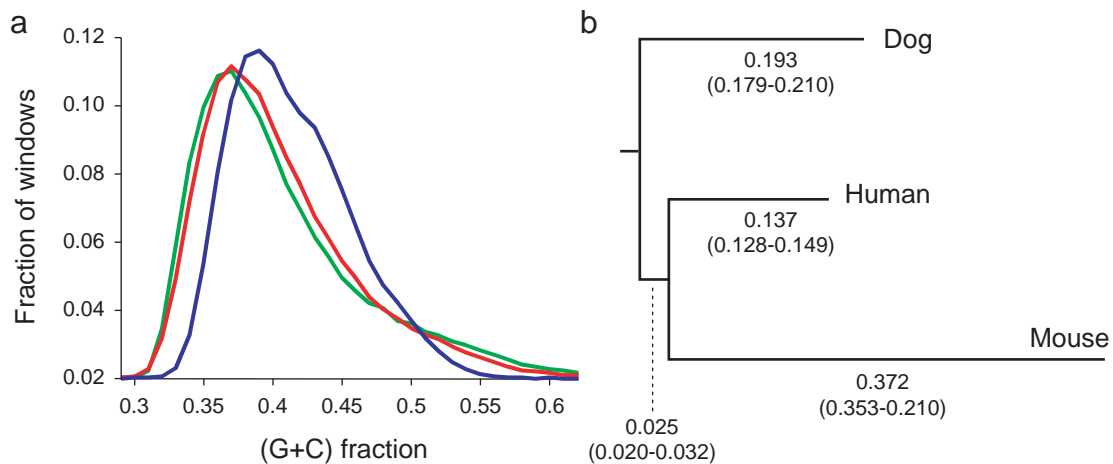 a
0.12
0.10
0.08
0.06
0.04
0.02
Fraction of windows
0.3 0.35 0.4 0.45 0.5 0.55 0.6
(G+C) fraction
b
Dog
0.193
(0.179-0.210)
Human
0.137
(0.128-0.149)
Mouse
0.372
(0.353-0.210)
0.025
(0.020-0.032)